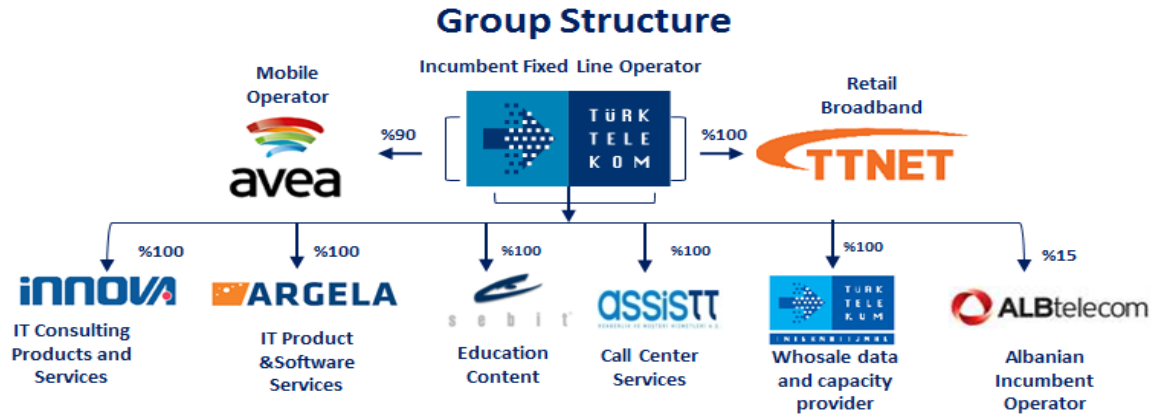 Group Structure
Incumbent Fixed Line Operator
Mobile
Operator
Retail
Broadband
%90
%100
avea
TÜRK
TELE
KOM
TTNET
%100
%100
%100
%100
%100
%15
innova
ARGELA
sebit
assisTT
TÜRK
TELE
KUM
INTERNATIONAL
ALBtelecom
IT Consulting
Products and
Services
IT Product
&Software
Services
Education
Content
Call Center
Services
Whosale data
and capacity
provider
Albanian
Incumbent
Operator